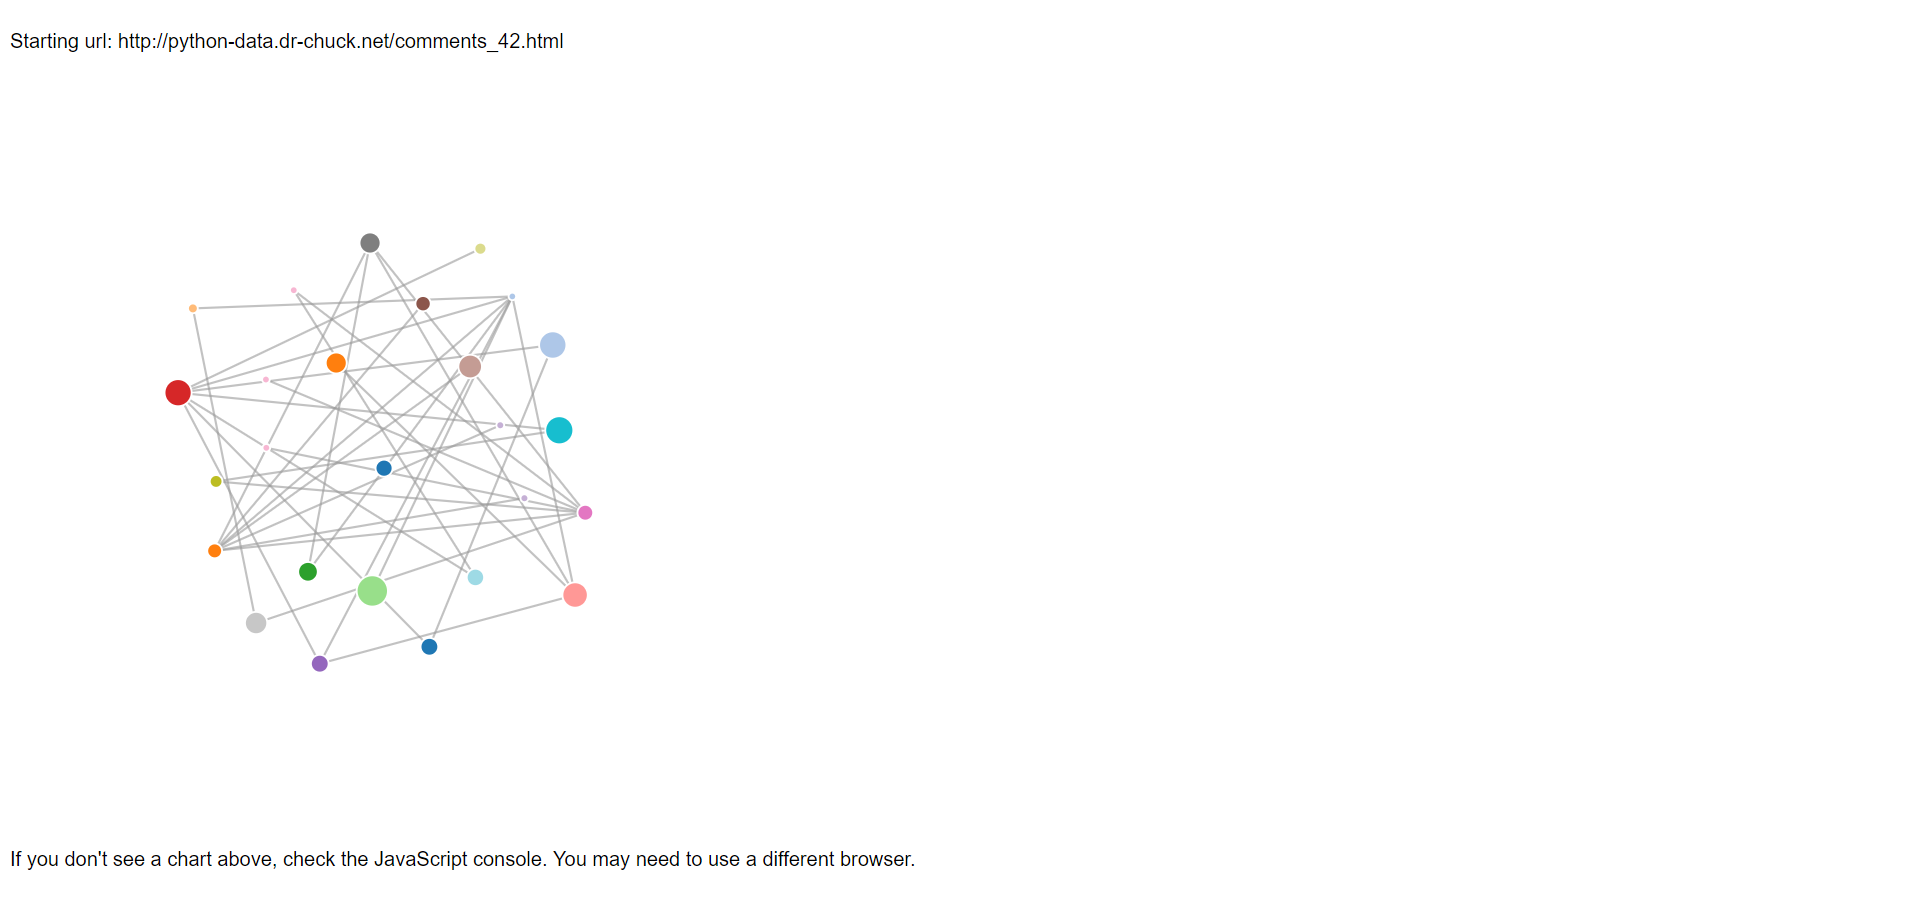 Starting url: http://python-data.dr-chuck.net/comments_42.html
If you don't see a chart above, check the JavaScript console. You may need to use a different browser.